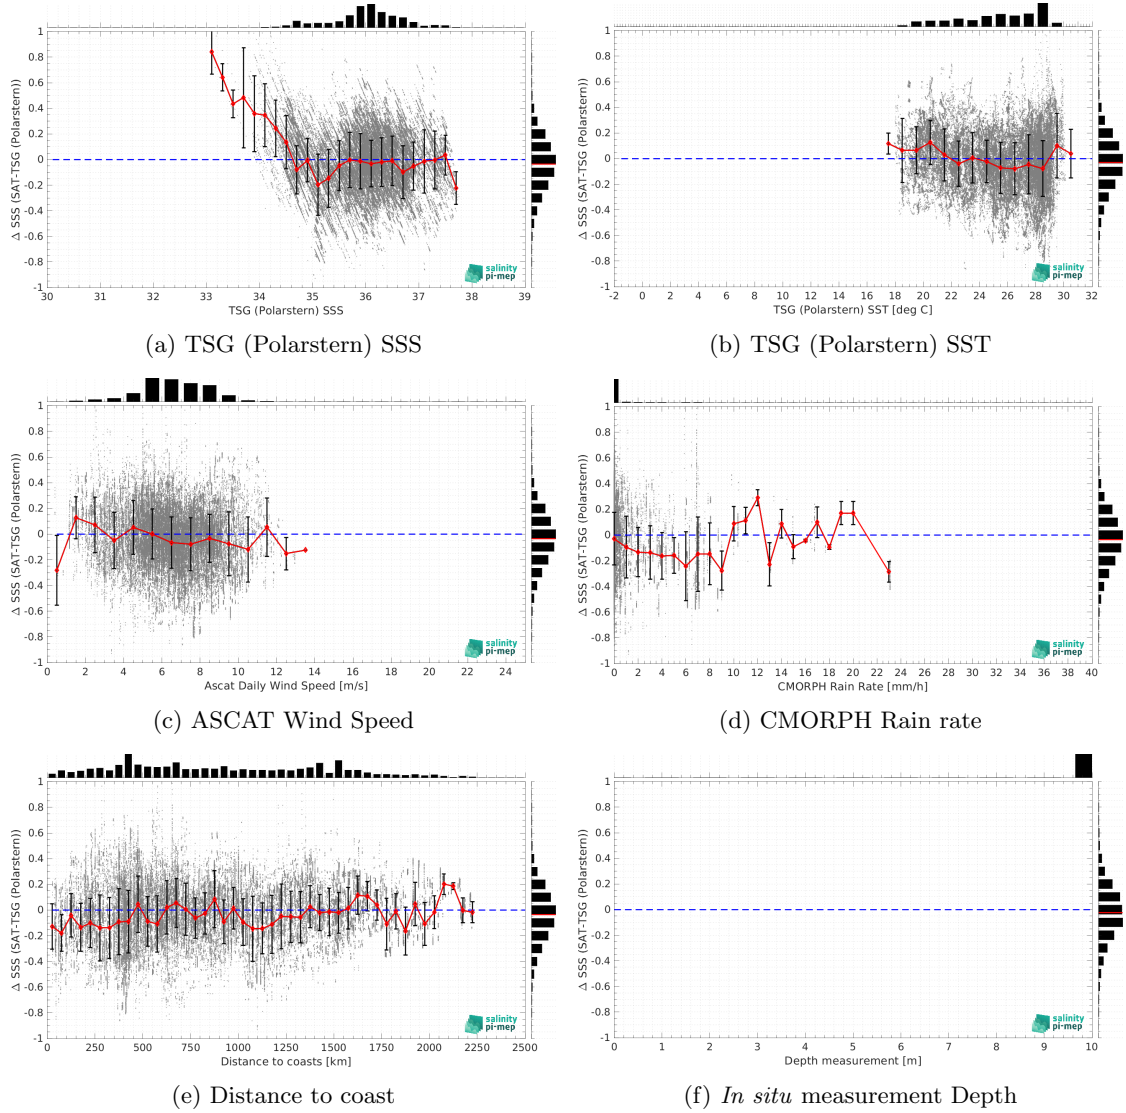 Δ SSS (SAT-TSG (Polarstern))
1
0.8
0.6
0.4
0.2
0
-0.2
-0.4
-0.6
-0.8
-1
30 31 32 33 34 35 36 37 38 39
TSG (Polarstern) SSS
salinity
pi-mep
(a) TSG (Polarstern) SSS
Δ SSS (SAT-TSG (Polarstern))
1
0.8
0.6
0.4
0.2
0
-0.2
-0.4
-0.6
-0.8
-1
-2 0 2 4 6 8 10 12 14 16 18 20 22 24 26 28 30 32
TSG (Polarstern) SST [deg C]
salinity
pi-mep
(b) TSG (Polarstern) SST
Δ SSS (SAT-TSG (Polarstern))
1
0.8
0.6
0.4
0.2
0
-0.2
-0.4
-0.6
-0.8
-1
0 2 4 6 8 10 12 14 16 18 20 22 24
Ascat Daily Wind Speed [m/s]
salinity
pi-mep
(c) ASCAT Wind Speed
Δ SSS (SAT-TSG (Polarstern))
1
0.8
0.6
0.4
0.2
0
-0.2
-0.4
-0.6
-0.8
-1
0 2 4 6 8 10 12 14 16 18 20 22 24 26 28 30 32 34 36 38 40
CMORPH Rain Rate [mm/h]
salinity
pi-mep
(d) CMORPH Rain rate
Δ SSS (SAT-TSG (Polarstern))
1
0.8
0.6
0.4
0.2
0
-0.2
-0.4
-0.6
-0.8
-1
0 250 500 750 1000 1250 1500 1750 2000 2250 2500
Distance to coasts [km]
salinity
pi-mep
(e) Distance to coast
Δ SSS (SAT-TSG (Polarstern))
1
0.8
0.6
0.4
0.2
0
-0.2
-0.4
-0.6
-0.8
-1
0 1 2 3 4 5 6 7 8 9 10
Depth measurement [m]
salinity
pi-mep
(f) In situ measurement Depth